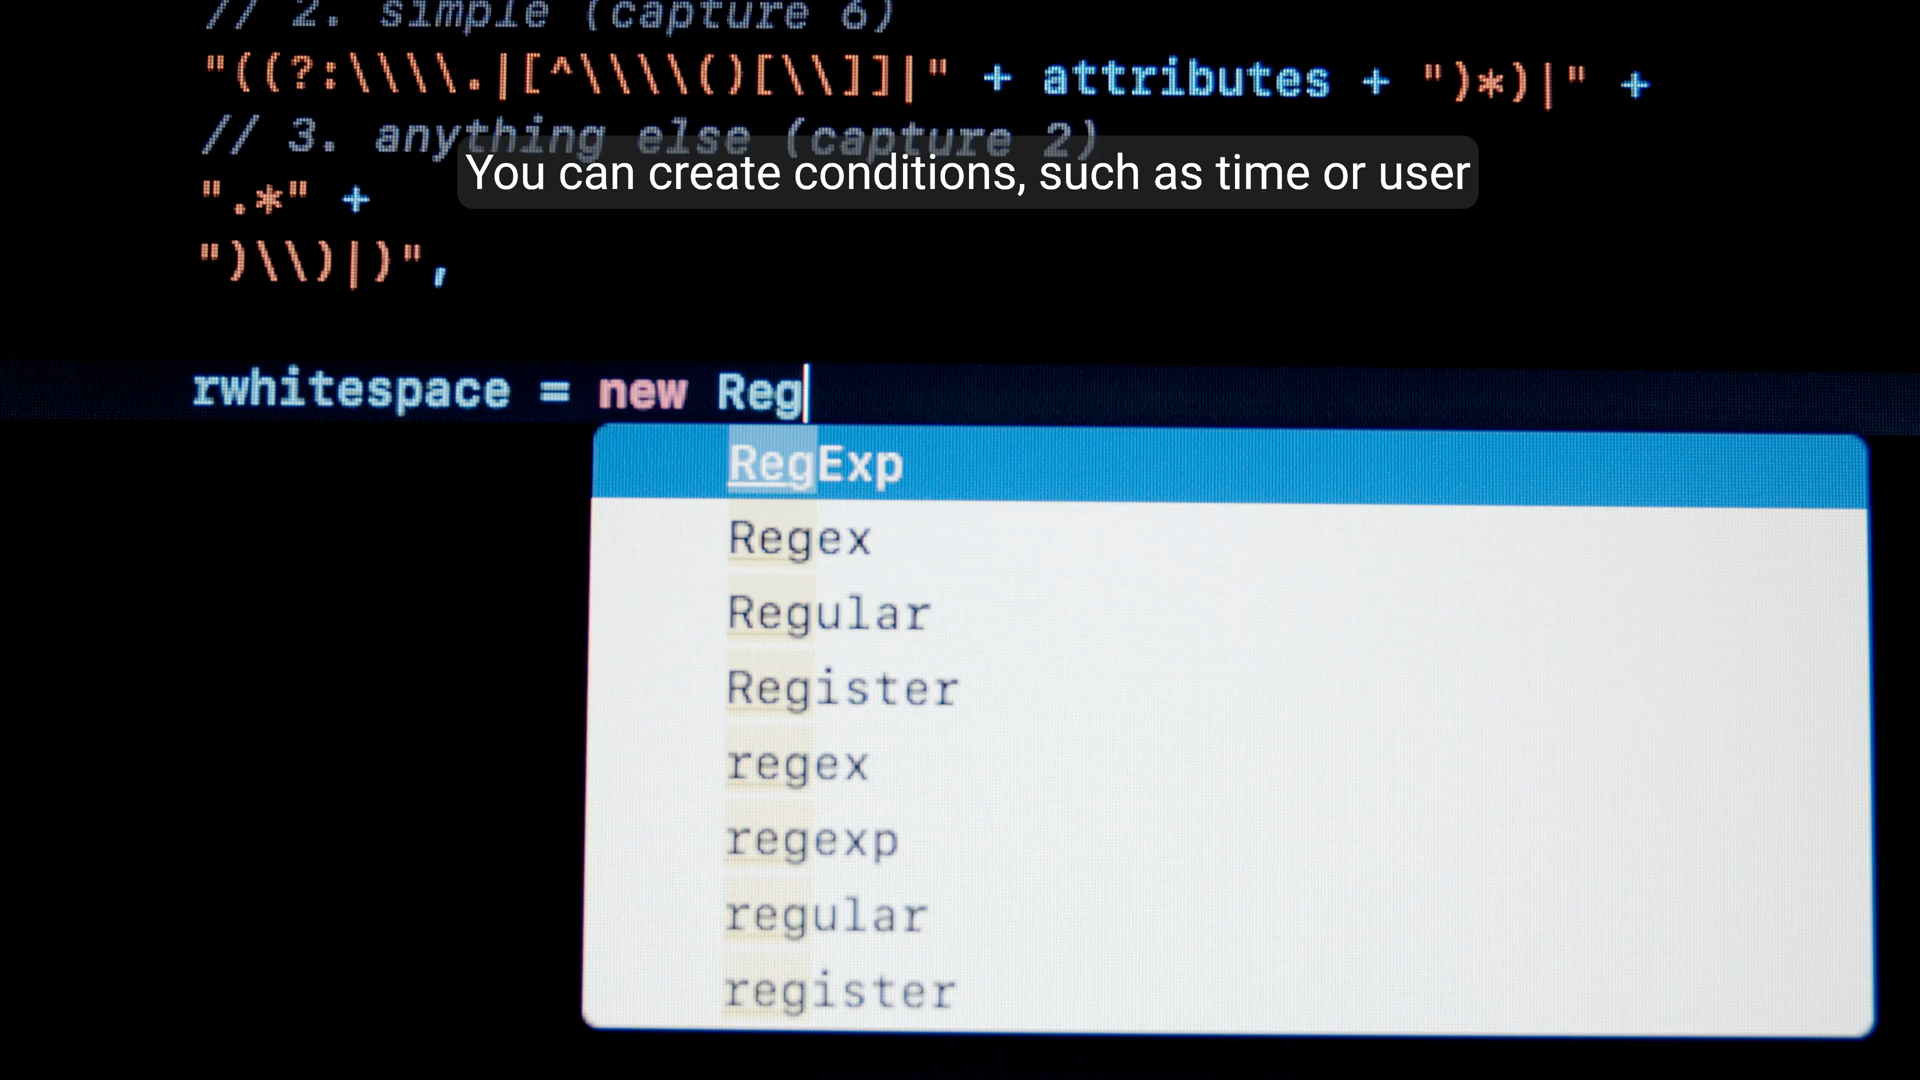 // 2. simple (capture 6)
"((?:\\\\.|[^\\\\()[\\]]|" + attributes + ")*)|" +
// 3. anything else (capture 2)
You can create conditions, such as time or user
".*" +
")\\)|)",
rwhitespace = new Reg
RegExp
Regex
Regular
Register
regex
regexp
regular
register